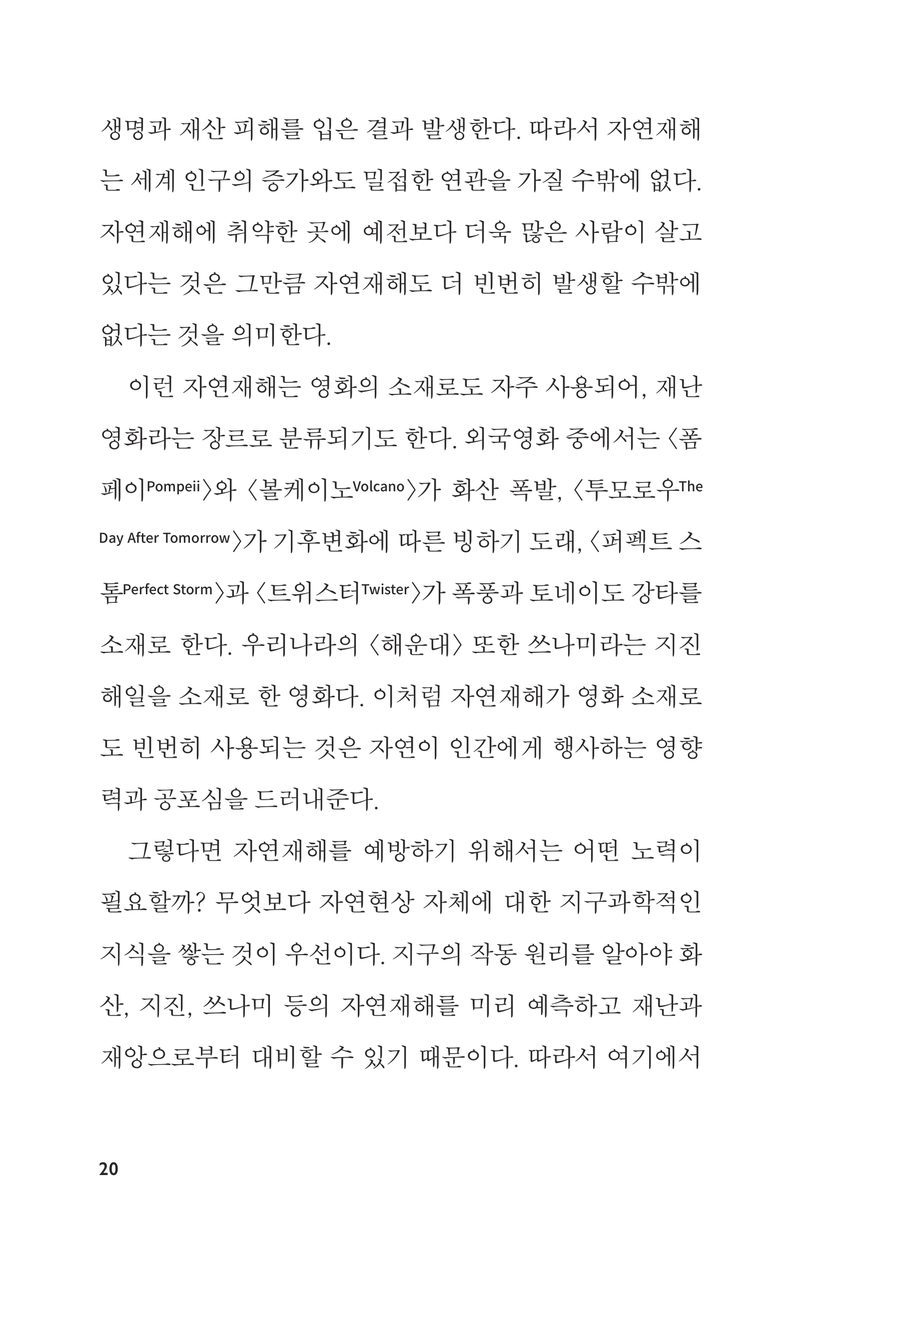 생명과 재산 피해를 입은 결과 발생한다. 따라서 자연재해
는 세계 인구의 증가와도 밀접한 연관을 가질 수밖에 없다.
자연재해에 취약한 곳에 예전보다 더욱 많은 사람이 살고
있다는 것은 그만큼 자연재해도 더 빈번히 발생할 수밖에
없다는 것을 의미한다.
이런 자연재해는 영화의 소재로도 자주 사용되어, 재난
영화라는 장르로 분류되기도 한다. 외국영화 중에서는 〈폼
페이Pompeii〉와 〈볼케이노Volcano〉가 화산 폭발, 〈투모로우The
Day After Tomorrow〉가 기후변화에 따른 빙하기 도래, 〈퍼펙트 스
톰Perfect Storm〉과 〈트위스터Twister〉가 폭풍과 토네이도 강타를
소재로 한다. 우리나라의 〈해운대〉 또한 쓰나미라는 지진
해일을 소재로 한 영화다. 이처럼 자연재해가 영화 소재로
도 빈번히 사용되는 것은 자연이 인간에게 행사하는 영향
력과 공포심을 드러내준다.
그렇다면 자연재해를 예방하기 위해서는 어떤 노력이
필요할까? 무엇보다 자연현상 자체에 대한 지구과학적인
지식을 쌓는 것이 우선이다. 지구의 작동 원리를 알아야 화
산, 지진, 쓰나미 등의 자연재해를 미리 예측하고 재난과
재앙으로부터 대비할 수 있기 때문이다. 따라서 여기에서
20